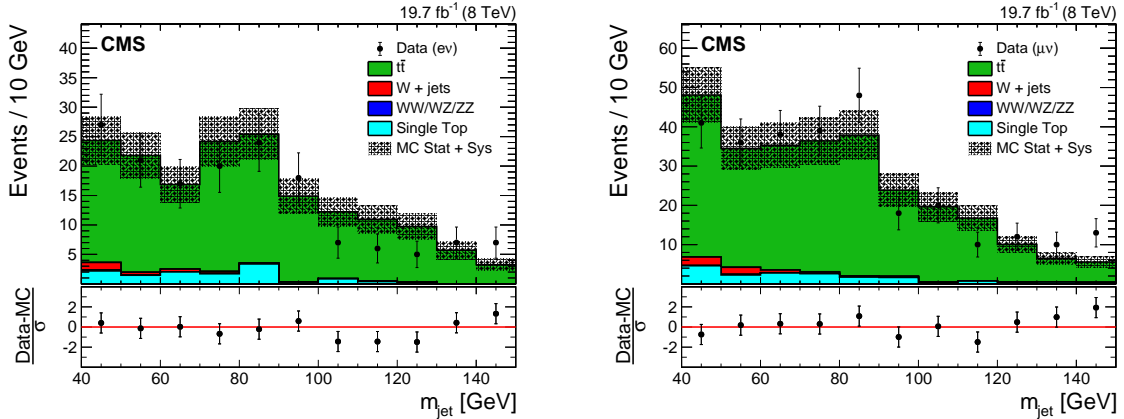 19.7 fb⁻¹ (8 TeV)
CMS
Data (eν)
tt̄
W + jets
WW/WZ/ZZ
Single Top
MC Stat + Sys
Events / 10 GeV
40
35
30
25
20
15
10
5
Data-MC
σ
2
0
-2
40 60 80 100 120 140
m_jet [GeV]
19.7 fb⁻¹ (8 TeV)
CMS
Data (μν)
tt̄
W + jets
WW/WZ/ZZ
Single Top
MC Stat + Sys
Events / 10 GeV
60
50
40
30
20
10
Data-MC
σ
2
0
-2
40 60 80 100 120 140
m_jet [GeV]